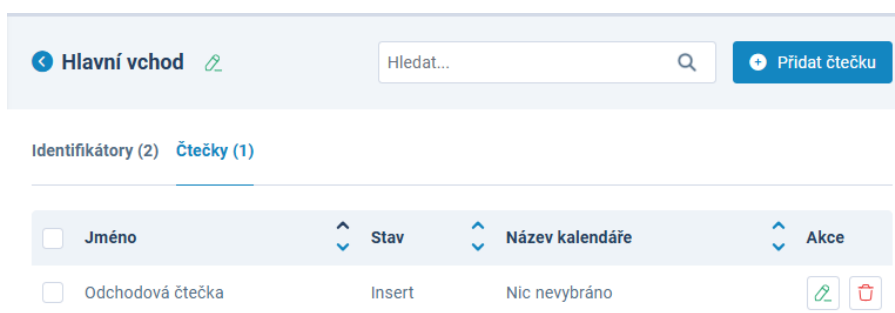 Hlavní vchod
Hledat...
Přidat čtečku
Identifikátory (2) Čtečky (1)
Jméno Stav Název kalendáře Akce
Odchodová čtečka Insert Nic nevybráno